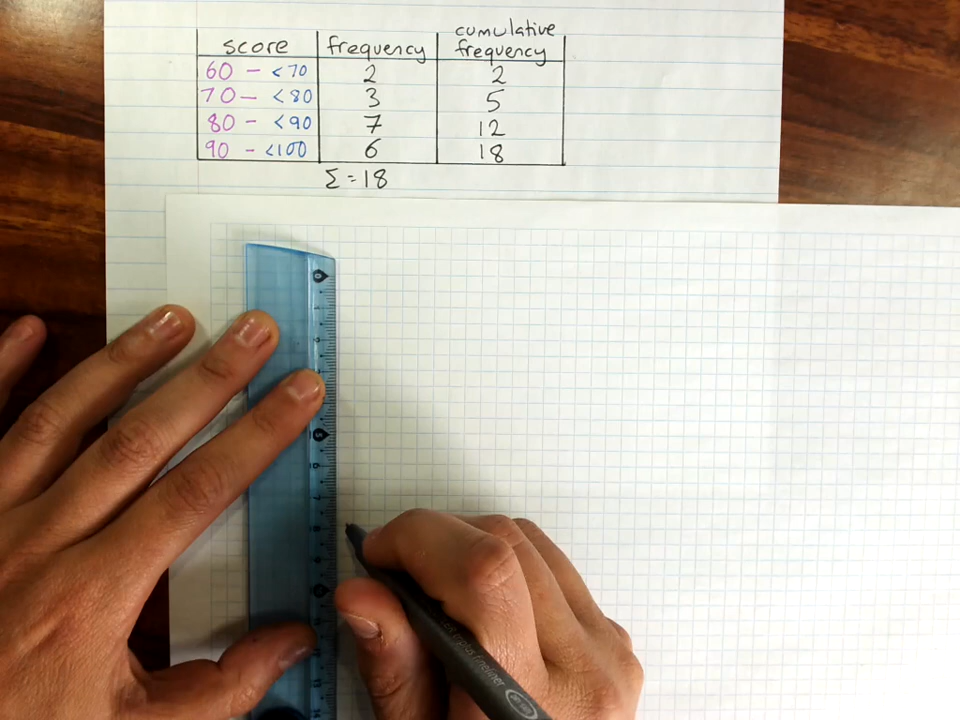 score frequency cumulative frequency
60 - <70 2 2
70 - <80 3 5
80 - <90 7 12
90 - <100 6 18
Σ = 18